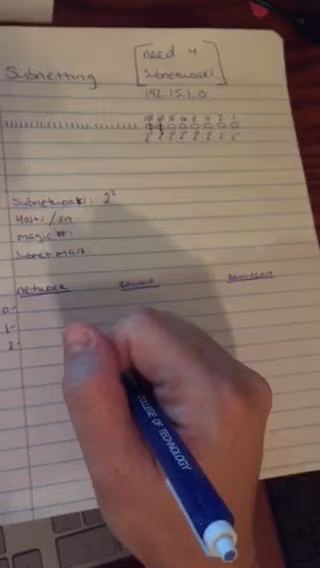 need 4
Subnetting
Subnetworks
192.15.1.0
Subnetworks: 2²
Hosts/sn
magic #:
Subnet mask:
network
Broadcast
0-
1-
2-
COLLEGE OF TECHNOLOGY